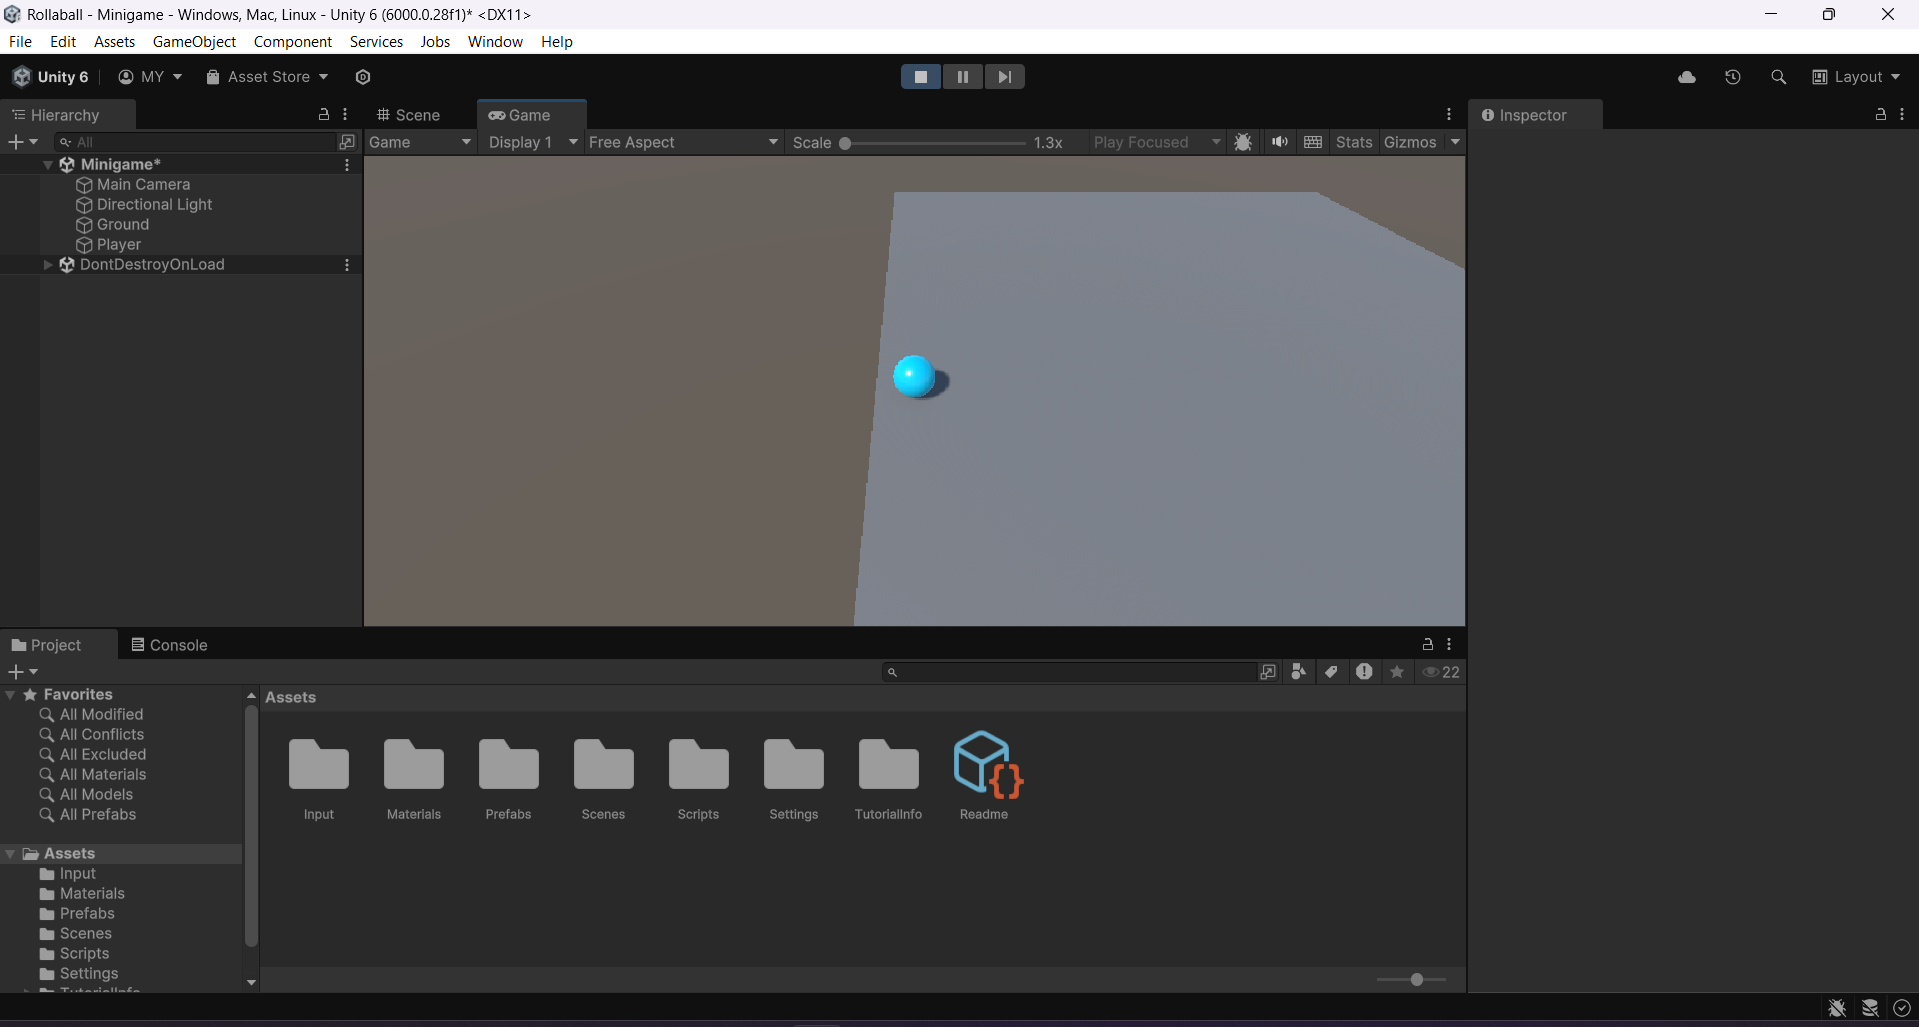 Rollaball - Minigame - Windows, Mac, Linux - Unity 6 (6000.0.28f1)* <DX11>
File Edit Assets GameObject Component Services Jobs Window Help
Unity 6 MY Asset Store Layout
Hierarchy Scene Game Inspector
All Game Display 1 Free Aspect Scale 1.3x Play Focused Stats Gizmos
Minigame*
Main Camera
Directional Light
Ground
Player
DontDestroyOnLoad
Project Console
22
Favorites
All Modified
All Conflicts
All Excluded
All Materials
All Models
All Prefabs
Assets
Input
Materials
Prefabs
Scenes
Scripts
Settings
TutorialInfo
Assets
Input Materials Prefabs Scenes Scripts Settings TutorialInfo Readme